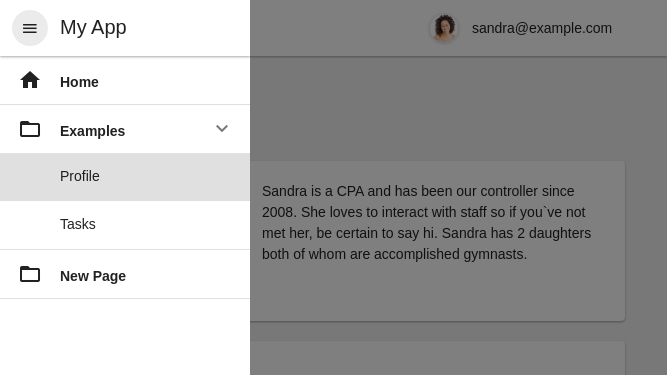 My App
sandra@example.com
Home
Examples
Profile
Tasks
New Page
Sandra is a CPA and has been our controller since
2008. She loves to interact with staff so if you`ve not
met her, be certain to say hi. Sandra has 2 daughters
both of whom are accomplished gymnasts.